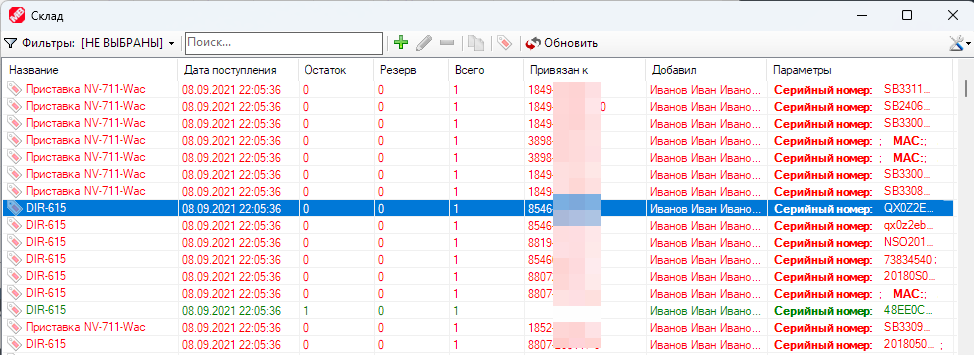 Склад
Фильтры: [НЕ ВЫБРАНЫ] Поиск... Обновить
Название Дата поступления Остаток Резерв Всего Привязан к Добавил Параметры
Приставка NV-711-Wac 08.09.2021 22:05:36 0 0 1 1849- Иванов Иван Ивано... Серийный номер: SB3311...
Приставка NV-711-Wac 08.09.2021 22:05:36 0 0 1 1849- 0 Иванов Иван Ивано... Серийный номер: SB2406...
Приставка NV-711-Wac 08.09.2021 22:05:36 0 0 1 1849- Иванов Иван Ивано... Серийный номер: SB3300...
Приставка NV-711-Wac 08.09.2021 22:05:36 0 0 1 3898- Иванов Иван Ивано... Серийный номер: ; MAC:;
Приставка NV-711-Wac 08.09.2021 22:05:36 0 0 1 3898- Иванов Иван Ивано... Серийный номер: ; MAC:;
Приставка NV-711-Wac 08.09.2021 22:05:36 0 0 1 1849- Иванов Иван Ивано... Серийный номер: SB3300...
Приставка NV-711-Wac 08.09.2021 22:05:36 0 0 1 1849- Иванов Иван Ивано... Серийный номер: SB3308...
DIR-615 08.09.2021 22:05:36 0 0 1 8546- Иванов Иван Ивано... Серийный номер: QX0Z2E...
DIR-615 08.09.2021 22:05:36 0 0 1 8546- Иванов Иван Ивано... Серийный номер: qx0z2eb...
DIR-615 08.09.2021 22:05:36 0 0 1 8819- Иванов Иван Ивано... Серийный номер: NSO201...
DIR-615 08.09.2021 22:05:36 0 0 1 8546 Иванов Иван Ивано... Серийный номер: 73834540;
DIR-615 08.09.2021 22:05:36 0 0 1 8807 Иванов Иван Ивано... Серийный номер: 20180S0...
DIR-615 08.09.2021 22:05:36 0 0 1 8807- Иванов Иван Ивано... Серийный номер: ; MAC:;
DIR-615 08.09.2021 22:05:36 1 0 1 Иванов Иван Ивано... Серийный номер: 48EE0C...
Приставка NV-711-Wac 08.09.2021 22:05:36 0 0 1 1852- Иванов Иван Ивано... Серийный номер: SB3309...
DIR-615 08.09.2021 22:05:36 0 0 1 Иванов Иван Ивано... Серийный номер: 2018050...;